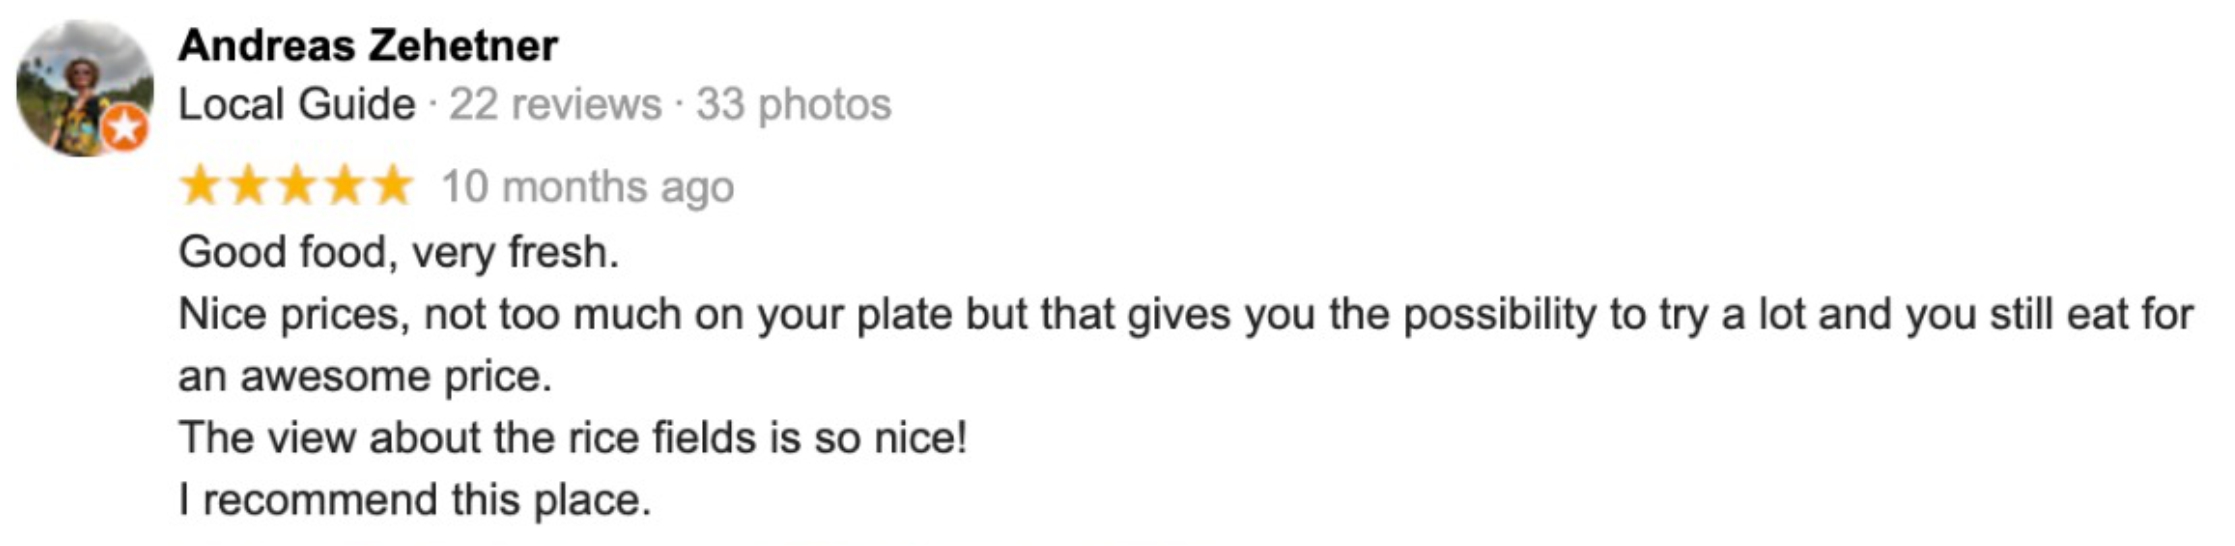 Andreas Zehetner
Local Guide · 22 reviews · 33 photos
10 months ago
Good food, very fresh.
Nice prices, not too much on your plate but that gives you the possibility to try a lot and you still eat for
an awesome price.
The view about the rice fields is so nice!
I recommend this place.